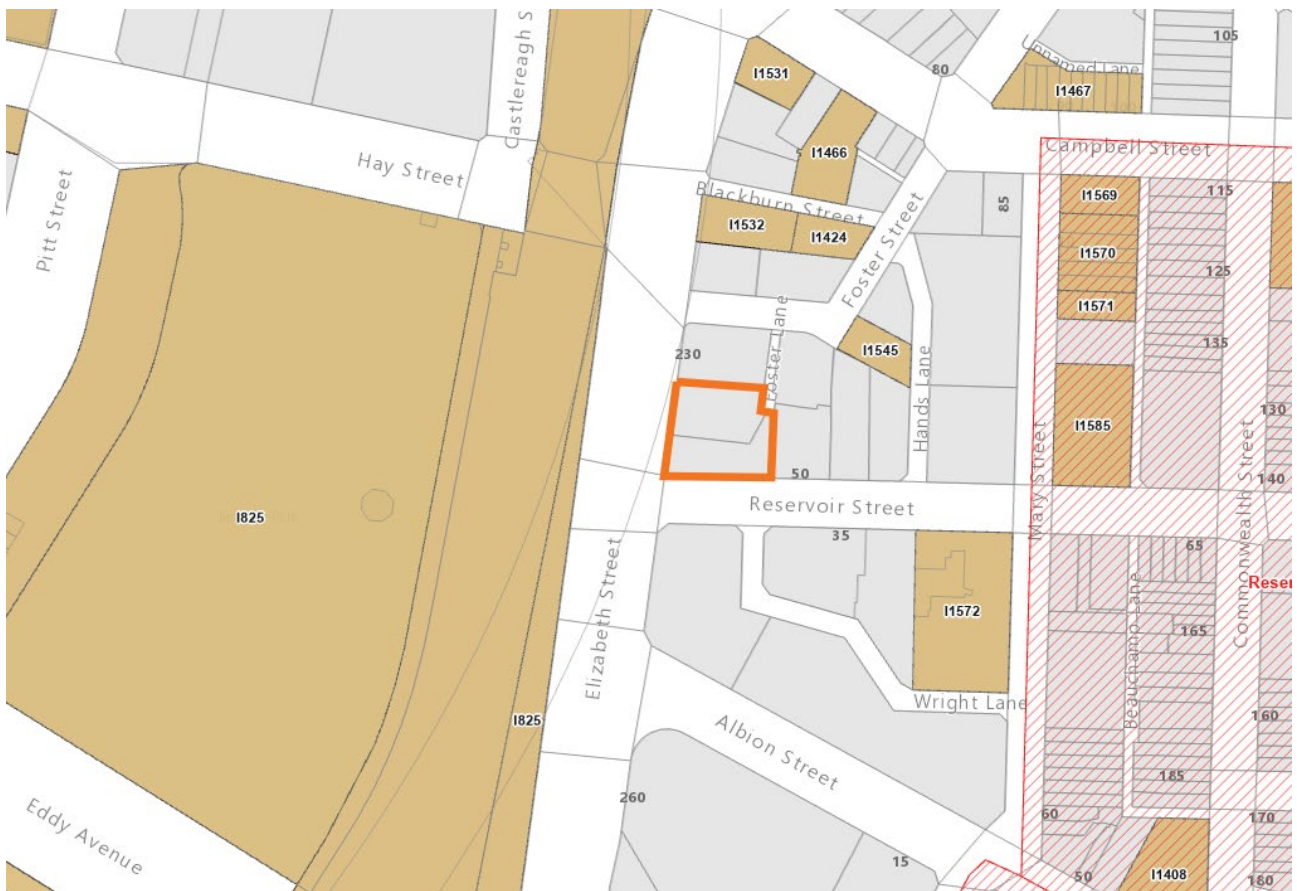 Castlereagh S
105
Unnamed Lane
80
I1531
I1467
Hay Street
I1466
Campbell Street
Pitt Street
Blackburn Street
85
I1569
115
I1532
I1424
Foster Street
I1570
125
I1571
Foster Lane
230
I1545
135
Hands Lane
130
I1585
50
140
Mary Street
Reservoir Street
I825
35
65
Commonwealth Street
Elizabeth Street
Beauchamp Lane
Reser
I1572
165
Wright Lane
160
I825
Albion Street
185
260
60
170
Eddy Avenue
15
50
I1408
180